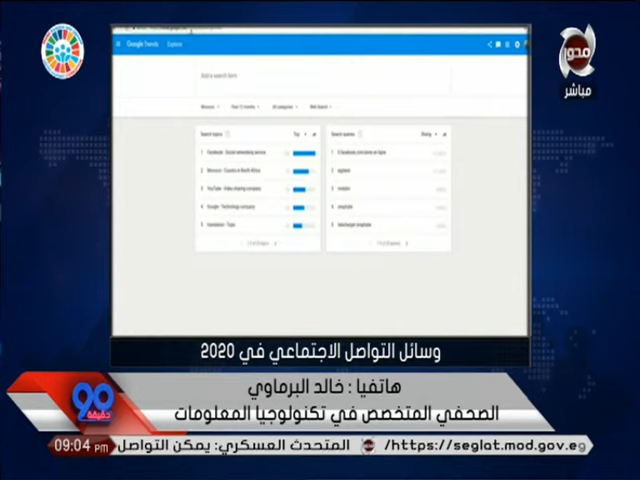 محور
مباشر
Google Trends Explore
Add a search term
Morocco Past 12 months All categories Web Search
Search topics Top
Search queries Rising
1 Facebook - Social networking service
2 Morocco - Country in North Africa
3 YouTube - Video sharing company
4 Google - Technology company
5 translation - Topic
وسائل التواصل الاجتماعي في 2020
هاتفيا : خالد البرماوي
الصحفي المتخصص في تكنولوجيا المعلومات
90
دقيقة
09:04 PM
المتحدث العسكري: يمكن التواصل
https://seglat.mod.gov.eg/